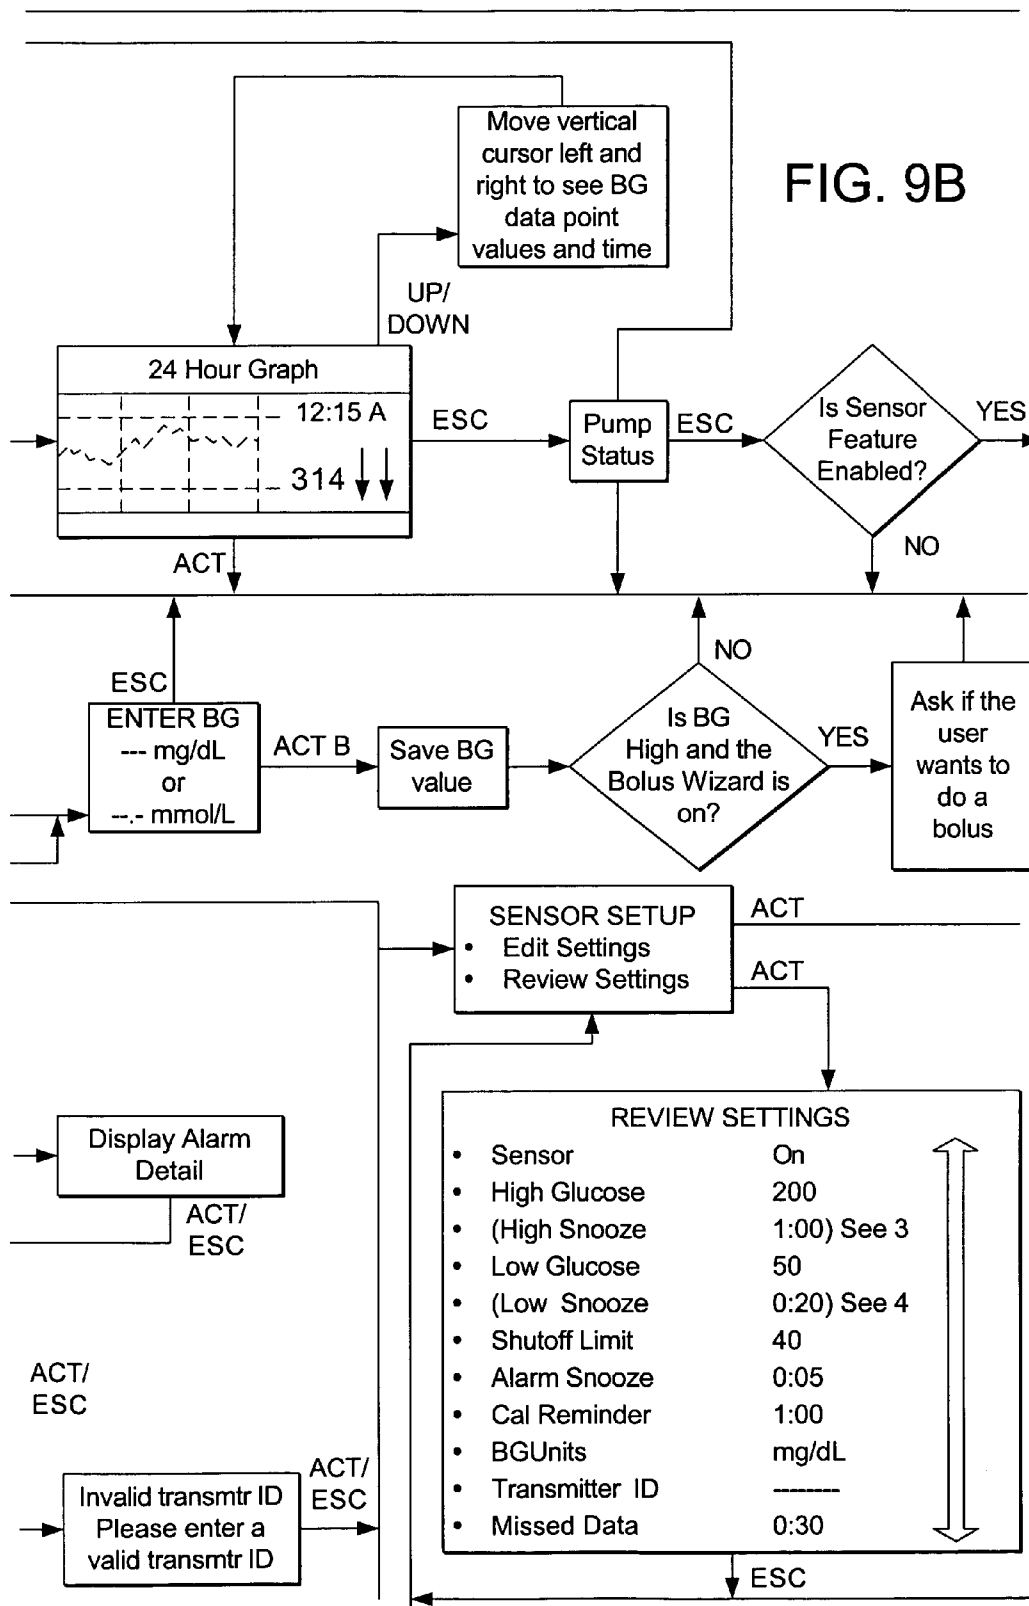 Move vertical
cursor left and
right to see BG
data point
values and time
FIG. 9B
UP/
DOWN
24 Hour Graph
12:15 A
314
ESC
Pump
Status
ESC
Is Sensor
Feature
Enabled?
YES
NO
ACT
ESC
ENTER BG
--- mg/dL
or
--.- mmol/L
ACT B
Save BG
value
NO
Is BG
High and the
Bolus Wizard is
on?
YES
Ask if the
user
wants to
do a
bolus
SENSOR SETUP
• Edit Settings
• Review Settings
ACT
ACT
Display Alarm
Detail
ACT/
ESC
ACT/
ESC
Invalid transmtr ID
Please enter a
valid transmtr ID
ACT/
ESC
REVIEW SETTINGS
• Sensor On
• High Glucose 200
• (High Snooze 1:00) See 3
• Low Glucose 50
• (Low Snooze 0:20) See 4
• Shutoff Limit 40
• Alarm Snooze 0:05
• Cal Reminder 1:00
• BGUnits mg/dL
• Transmitter ID --------
• Missed Data 0:30
ESC